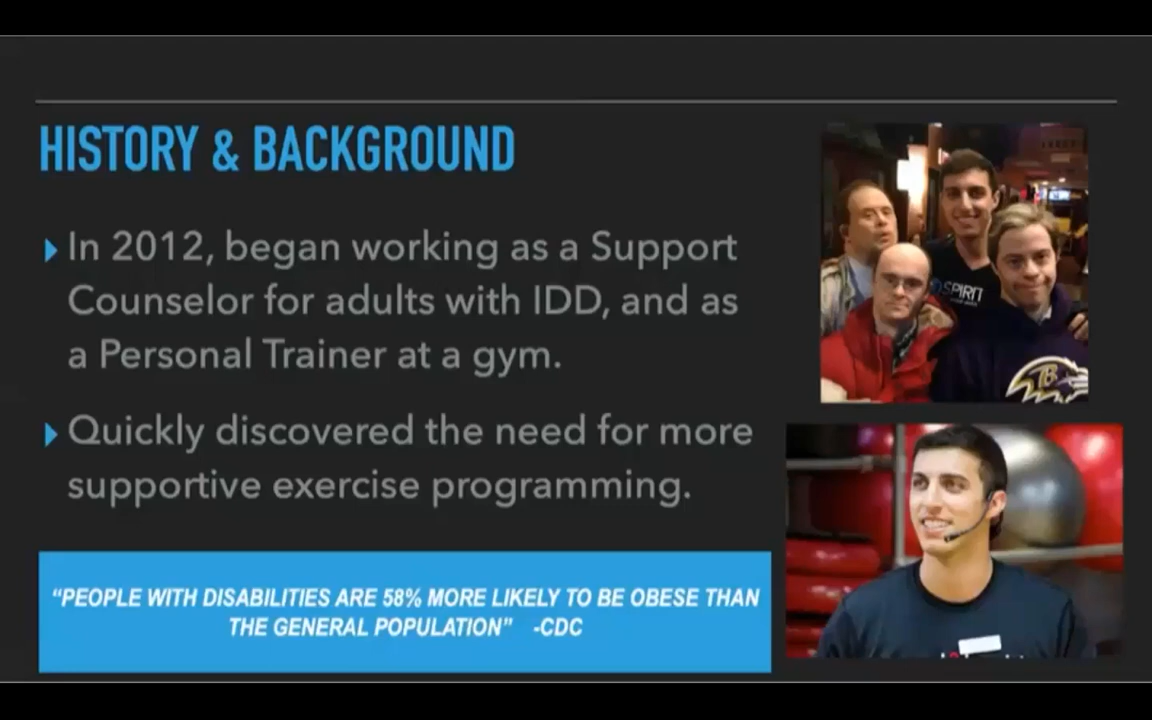 HISTORY & BACKGROUND
In 2012, began working as a Support
Counselor for adults with IDD, and as
a Personal Trainer at a gym.
Quickly discovered the need for more
supportive exercise programming.
“PEOPLE WITH DISABILITIES ARE 58% MORE LIKELY TO BE OBESE THAN
THE GENERAL POPULATION” -CDC
SPIRIT
B